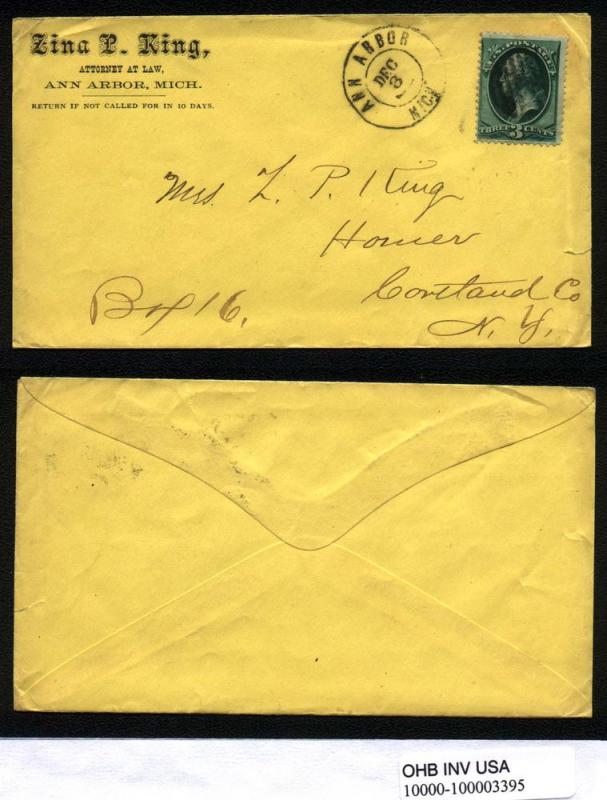 Zina P. King,
ATTORNEY AT LAW,
ANN ARBOR, MICH.
RETURN IF NOT CALLED FOR IN 10 DAYS.
ANN ARBOR
DEC
3
MICH
U.S. POSTAGE
THREE 3 CENTS
Mrs. Z. P. King
Homer
Cortland Co
Box 16. N. Y.
OHB INV USA
10000-100003395